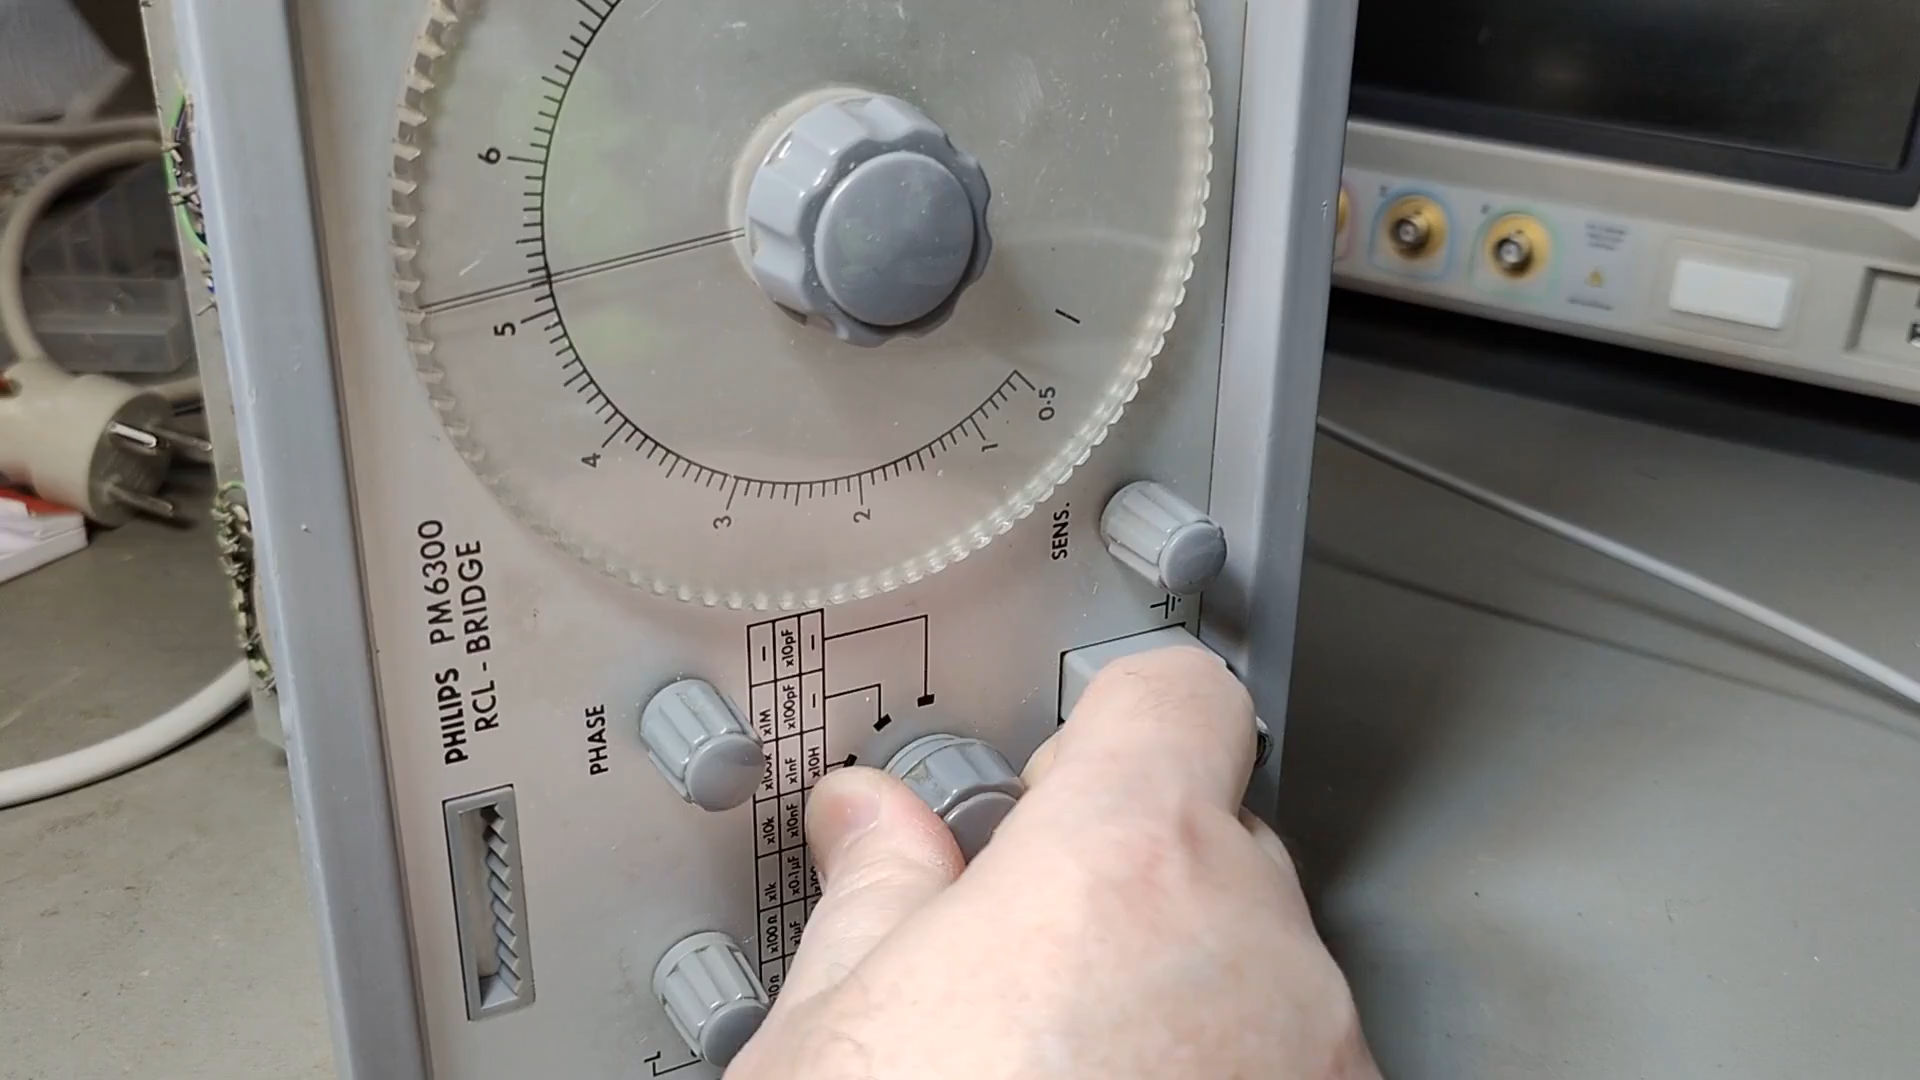 6
5
4
3
2
1
0·5
PHILIPS PM6300
RCL - BRIDGE
SENS.
PHASE
– x1M x100k x10k x1k x100Ω
x10pF x100pF x1nF x10nF x0·1µF x1µF
– – x10H
L